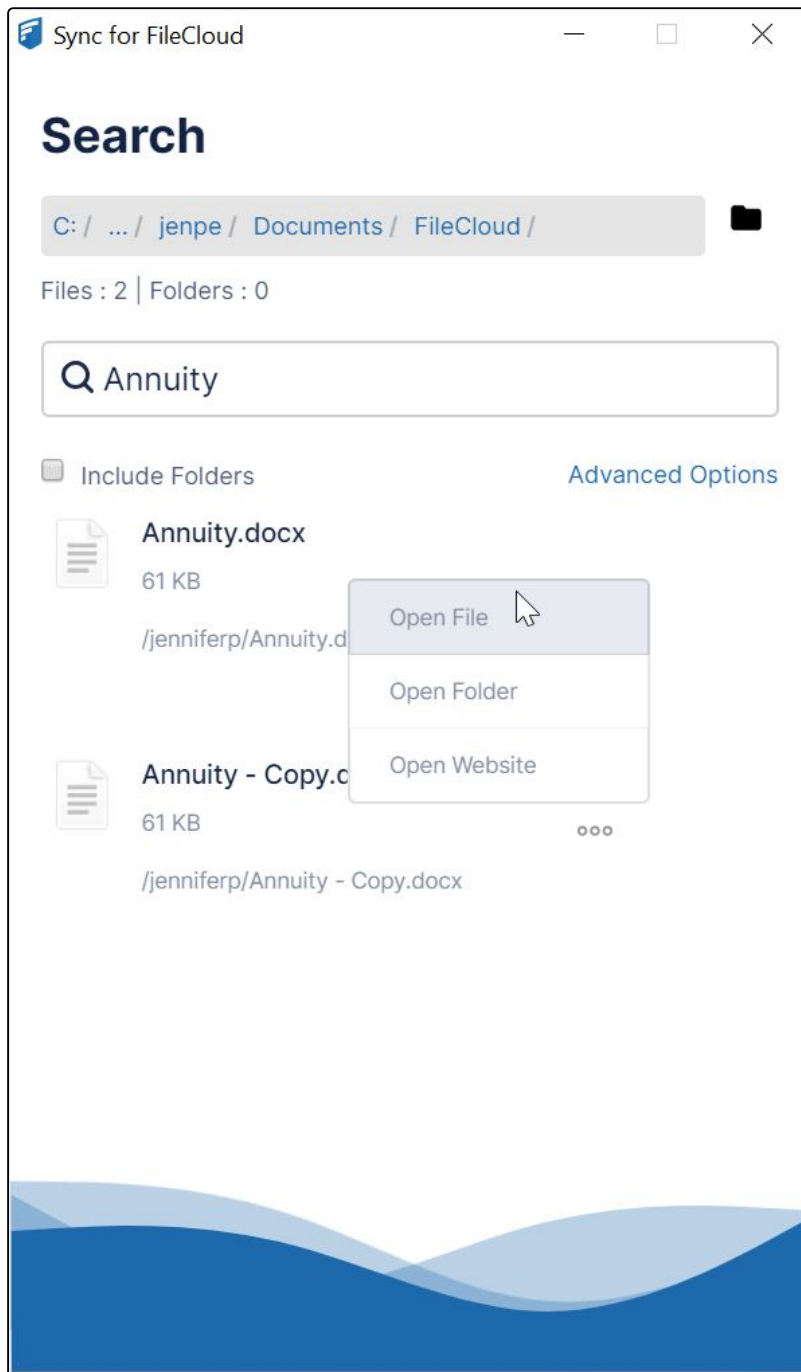 Sync for FileCloud
Search
C: / ... / jenpe / Documents / FileCloud /
Files : 2 | Folders : 0
Annuity
Include Folders Advanced Options
Annuity.docx
61 KB
Open File
/jenniferp/Annuity.d
Open Folder
Open Website
Annuity - Copy.d
61 KB
/jenniferp/Annuity - Copy.docx